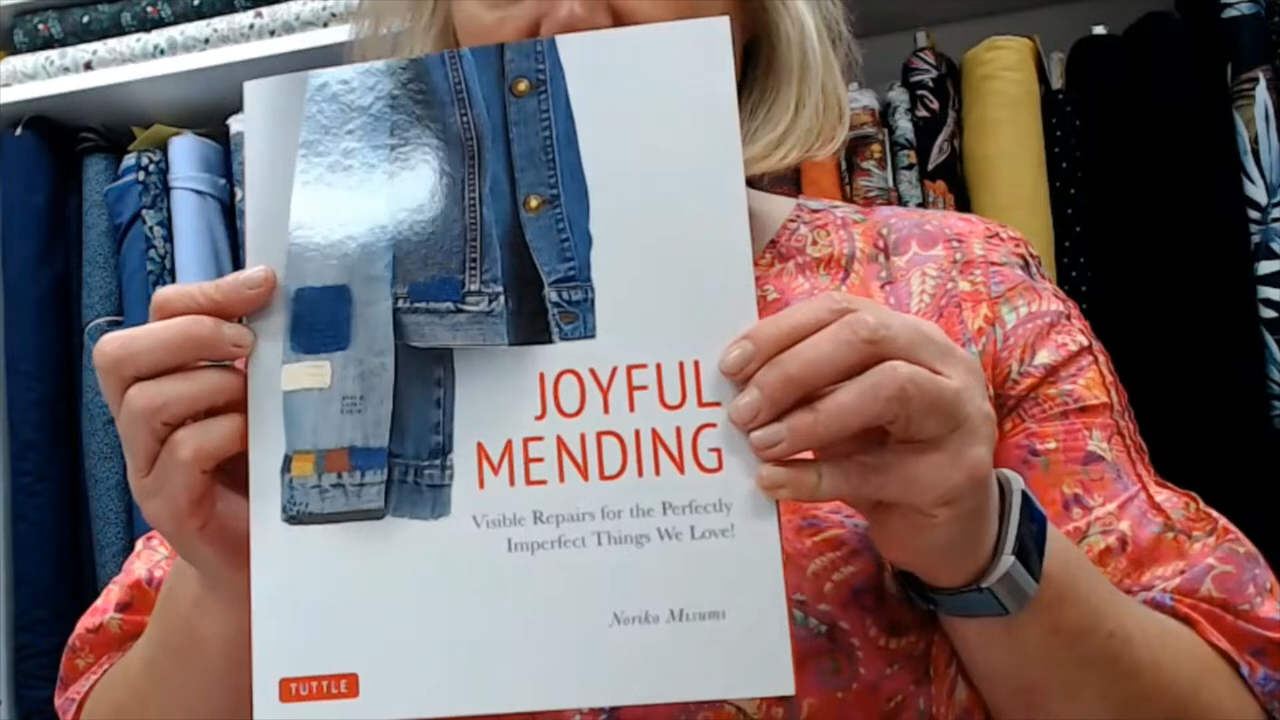 JOYFUL
MENDING
Visible Repairs for the Perfectly
Imperfect Things We Love!
Noriko Misumi
TUTTLE